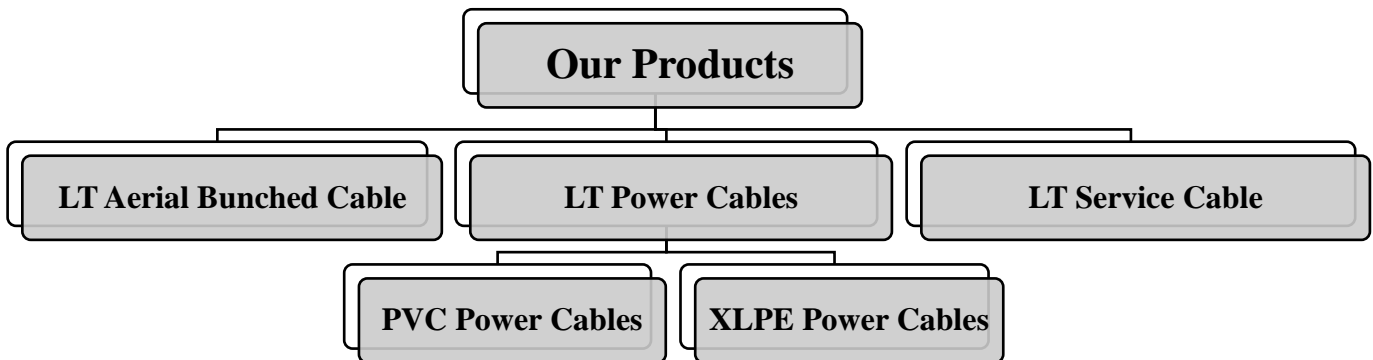 Our Products
LT Aerial Bunched Cable
LT Power Cables
LT Service Cable
PVC Power Cables
XLPE Power Cables